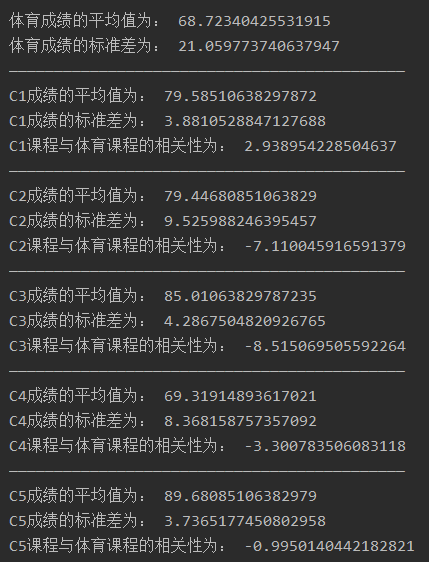 体育成绩的平均值为： 68.72340425531915
体育成绩的标准差为： 21.059773740637947
————————————————————————————————————————
C1成绩的平均值为： 79.58510638297872
C1成绩的标准差为： 3.8810528847127688
C1课程与体育课程的相关性为： 2.938954228504637
————————————————————————————————————————
C2成绩的平均值为： 79.44680851063829
C2成绩的标准差为： 9.525988246395457
C2课程与体育课程的相关性为： -7.110045916591379
————————————————————————————————————————
C3成绩的平均值为： 85.01063829787235
C3成绩的标准差为： 4.2867504820926765
C3课程与体育课程的相关性为： -8.515069505592264
————————————————————————————————————————
C4成绩的平均值为： 69.31914893617021
C4成绩的标准差为： 8.368158757357092
C4课程与体育课程的相关性为： -3.300783506083118
————————————————————————————————————————
C5成绩的平均值为： 89.68085106382979
C5成绩的标准差为： 3.7365177450802958
C5课程与体育课程的相关性为： -0.9950140442182821